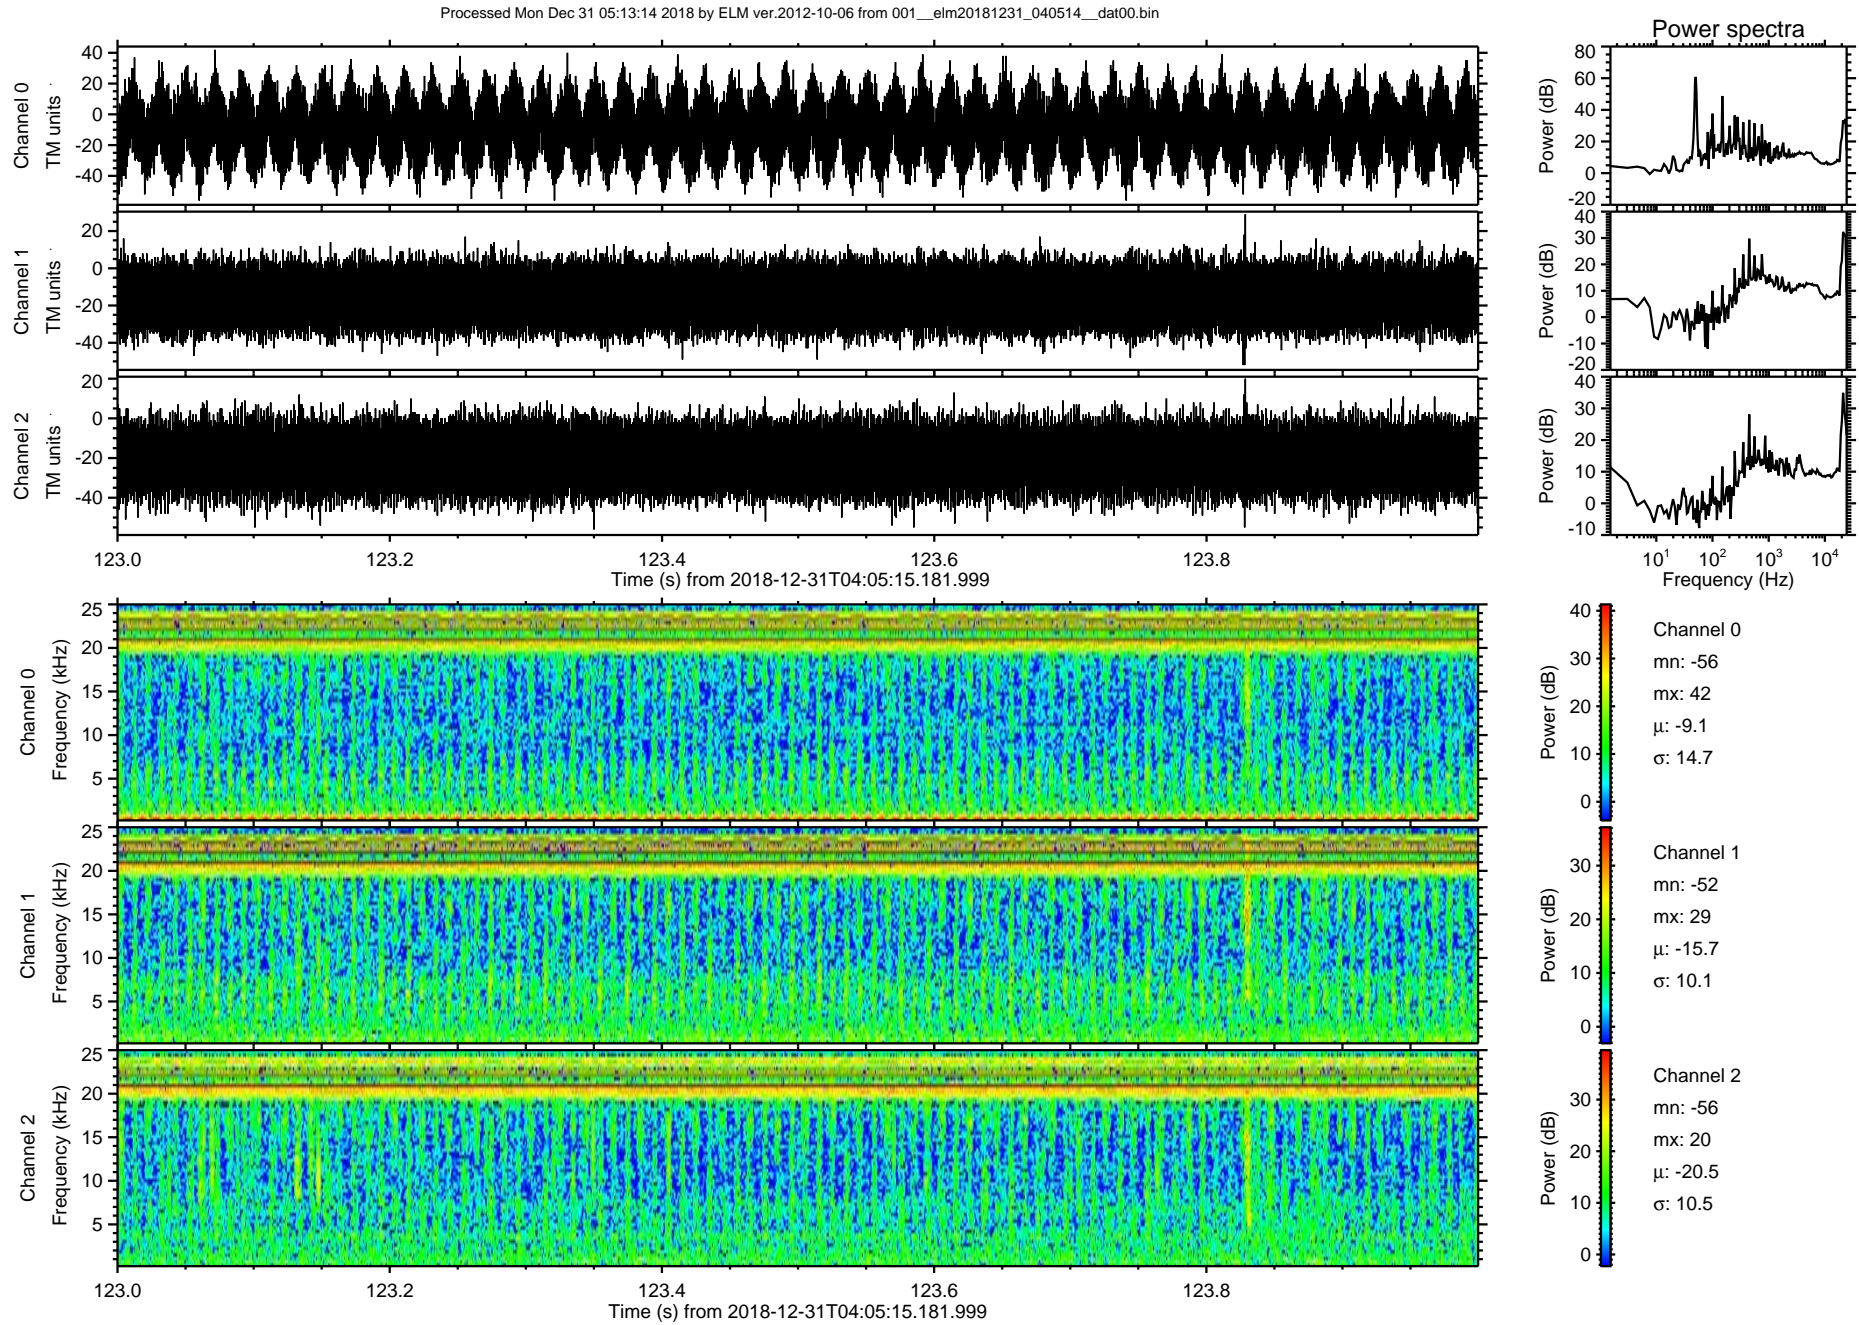 Processed Mon Dec 31 05:13:14 2018 by ELM ver.2012-10-06 from 001__elm20181231_040514__dat00.bin
Power spectra
Channel 0
TM units
40
20
0
-20
-40
Power (dB)
80
60
40
20
0
-20
Channel 1
TM units
20
0
-20
-40
Power (dB)
40
30
20
10
0
-10
-20
Channel 2
TM units
20
0
-20
-40
Power (dB)
40
30
20
10
0
-10
123.0 123.2 123.4 123.6 123.8
Time (s) from 2018-12-31T04:05:15.181.999
10^1 10^2 10^3 10^4
Frequency (Hz)
Channel 0
Frequency (kHz)
25
20
15
10
5
Power (dB)
40
30
20
10
0
Channel 0
mn: -56
mx: 42
μ: -9.1
σ: 14.7
Channel 1
Frequency (kHz)
25
20
15
10
5
Power (dB)
30
20
10
0
Channel 1
mn: -52
mx: 29
μ: -15.7
σ: 10.1
Channel 2
Frequency (kHz)
25
20
15
10
5
Power (dB)
30
20
10
0
Channel 2
mn: -56
mx: 20
μ: -20.5
σ: 10.5
123.0 123.2 123.4 123.6 123.8
Time (s) from 2018-12-31T04:05:15.181.999